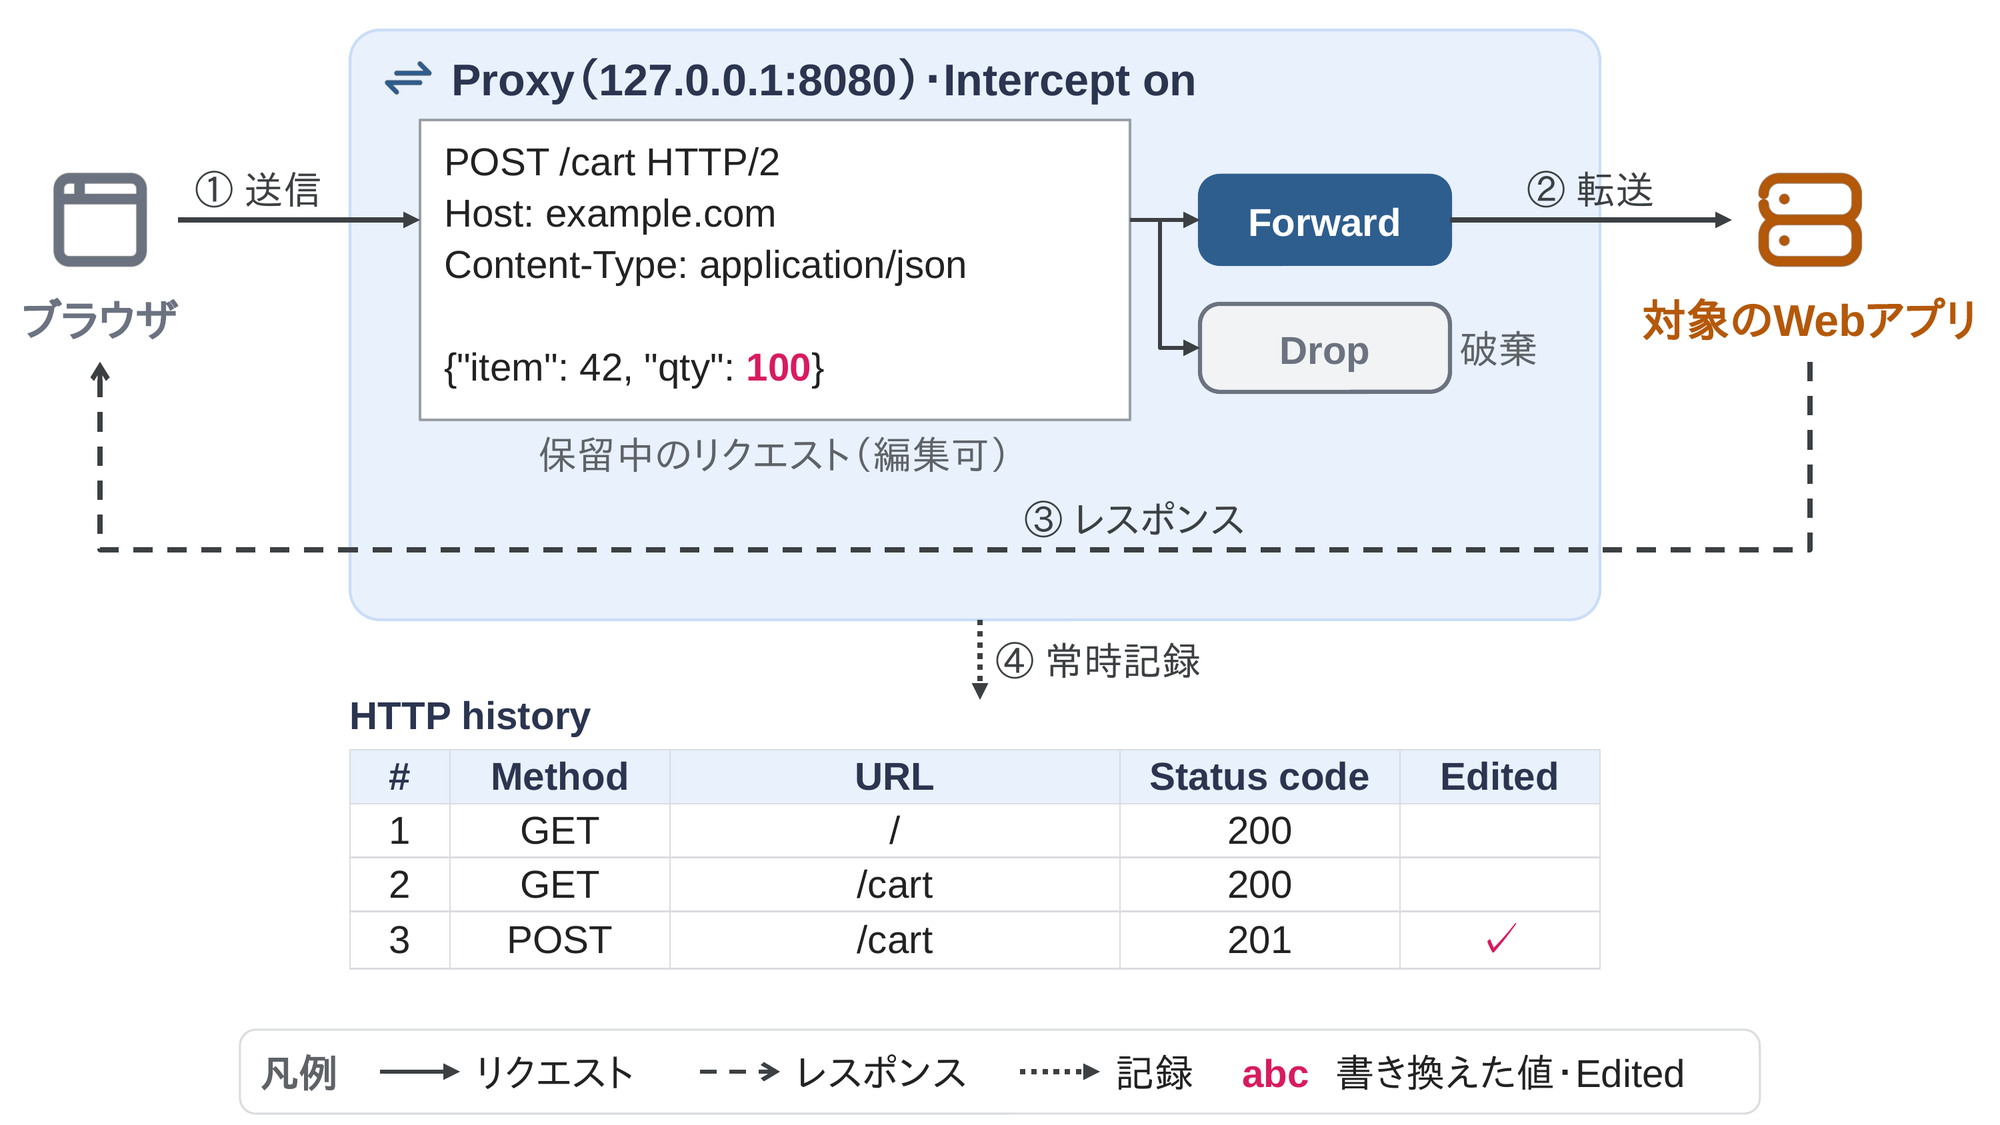 Proxy（127.0.0.1:8080）・Intercept on
POST /cart HTTP/2
Host: example.com
Content-Type: application/json
{"item": 42, "qty": 100}
保留中のリクエスト（編集可）
① 送信
ブラウザ
Forward
Drop
破棄
② 転送
対象のWebアプリ
③ レスポンス
④ 常時記録
HTTP history
# Method URL Status code Edited
1 GET / 200
2 GET /cart 200
3 POST /cart 201 ✓
凡例 リクエスト レスポンス 記録 abc 書き換えた値・Edited